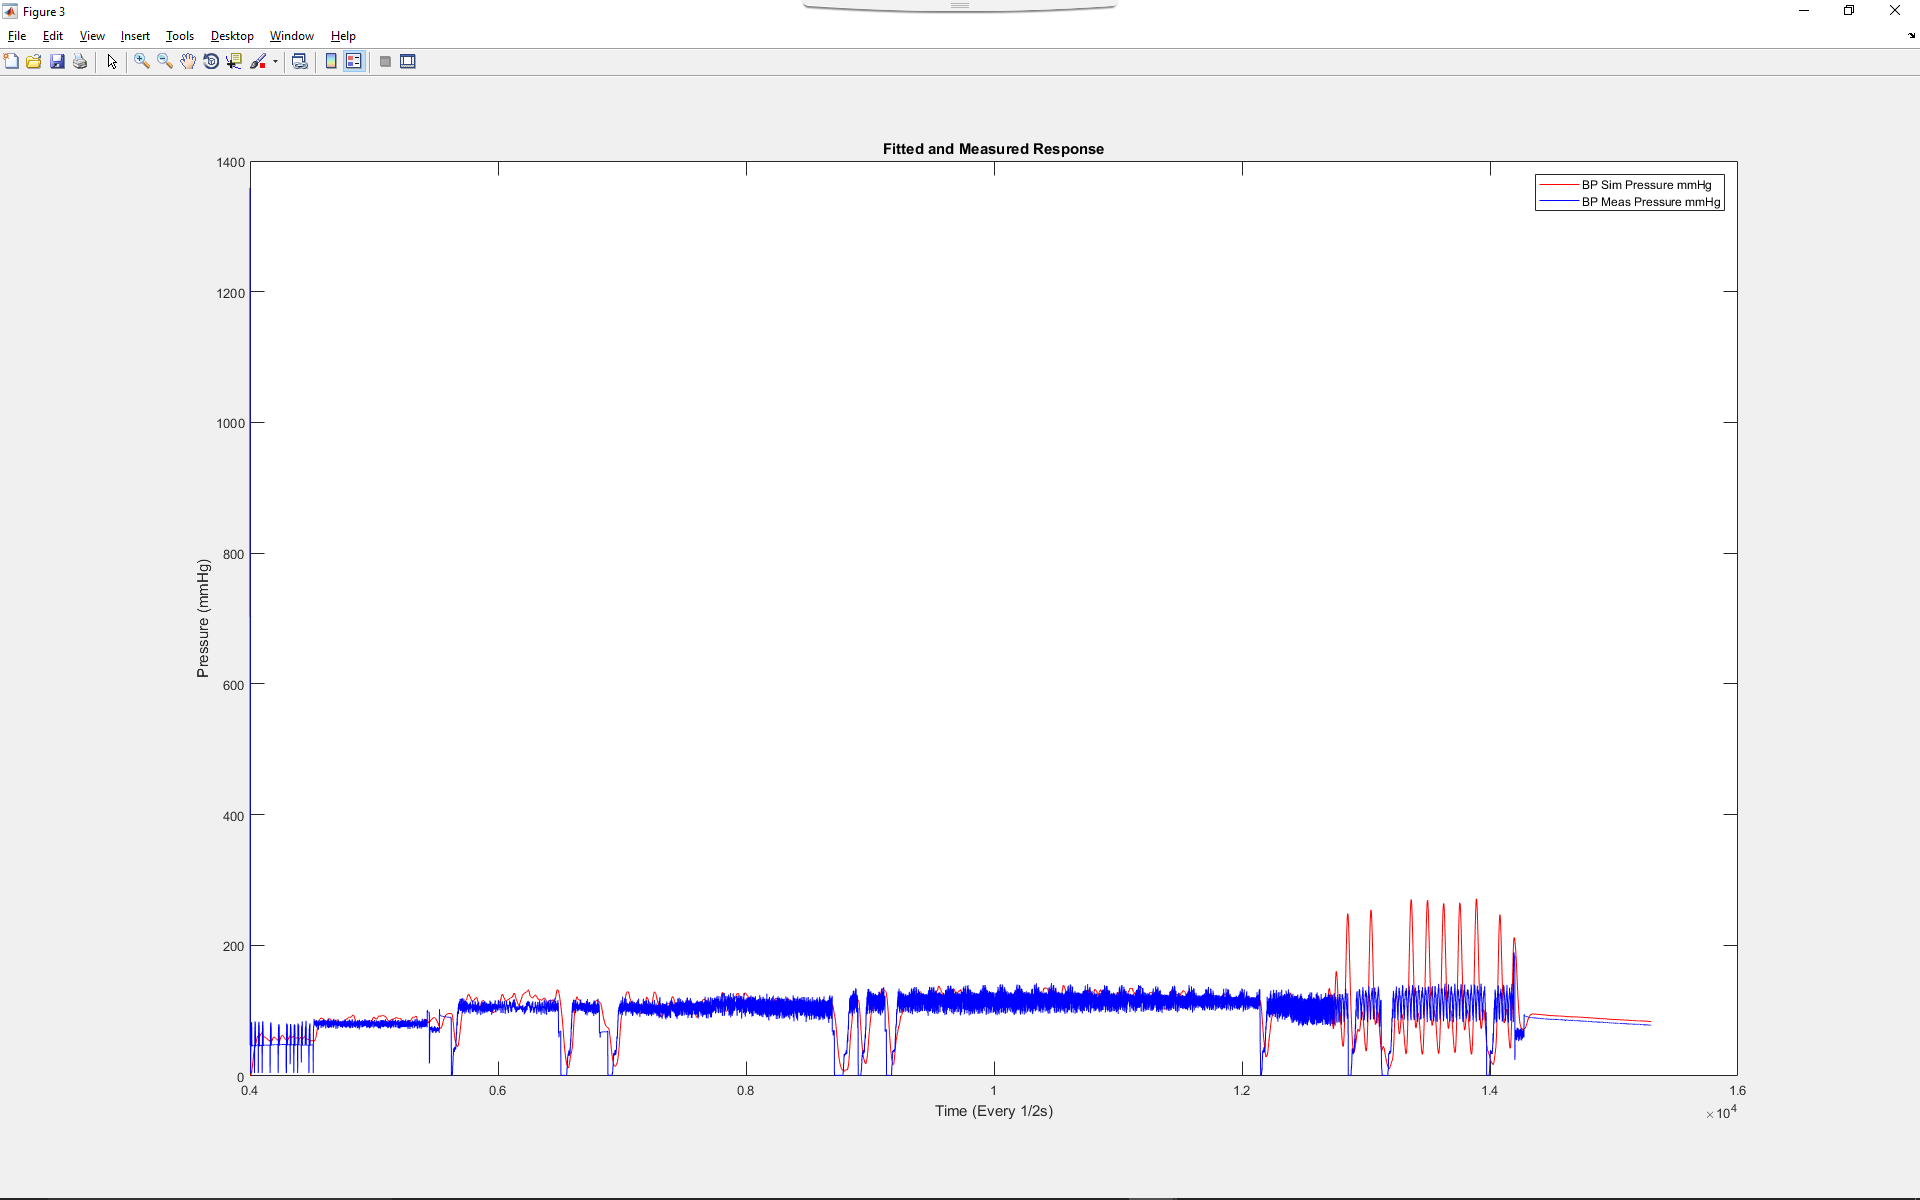 Figure 3
File Edit View Insert Tools Desktop Window Help
Fitted and Measured Response
1400
1200
1000
800
600
400
200
0
Pressure (mmHg)
BP Sim Pressure mmHg
BP Meas Pressure mmHg
0.4 0.6 0.8 1 1.2 1.4 1.6
Time (Every 1/2s)
×10^4